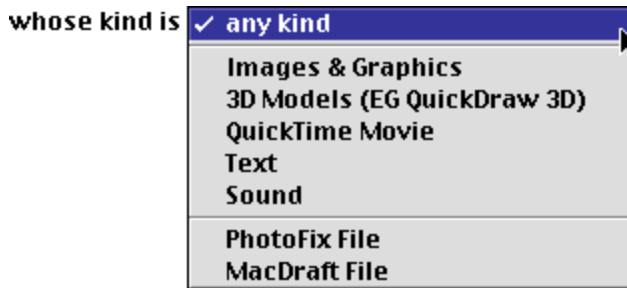 whose kind is ✓ any kind
Images & Graphics
3D Models (EG QuickDraw 3D)
QuickTime Movie
Text
Sound
PhotoFix File
MacDraft File